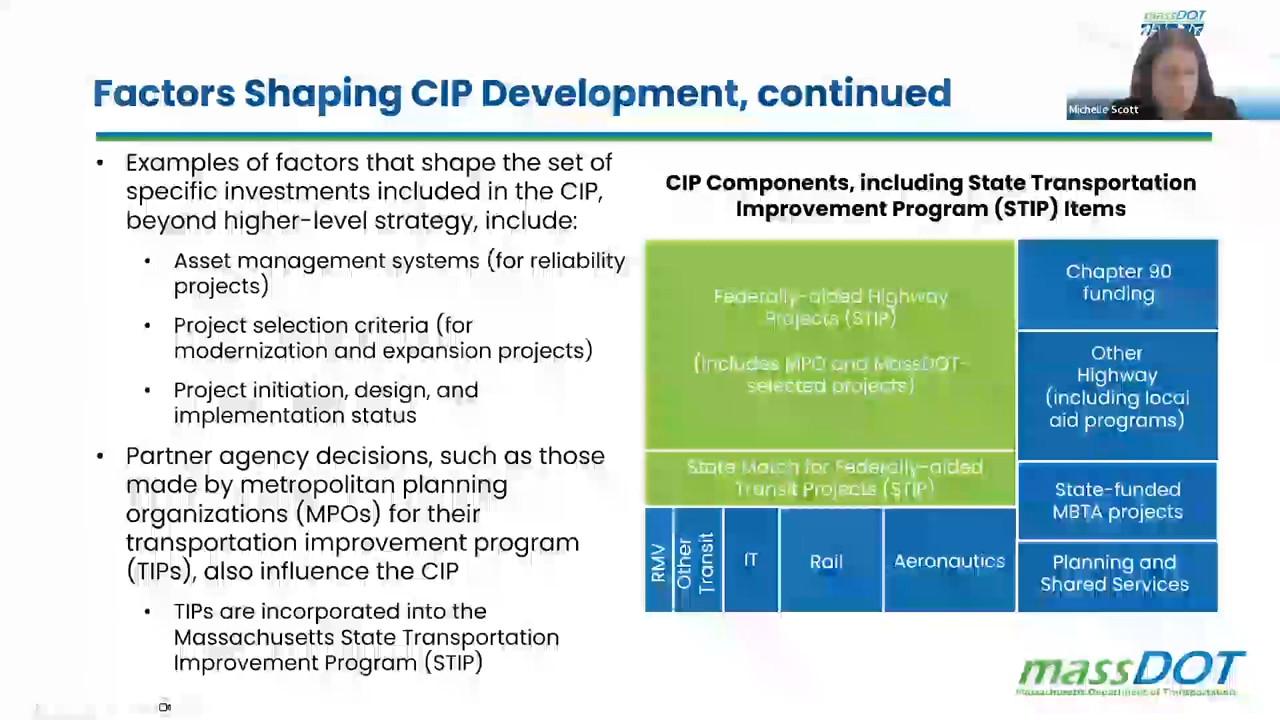 massDOT
Michelle Scott
Factors Shaping CIP Development, continued
• Examples of factors that shape the set of
specific investments included in the CIP,
beyond higher-level strategy, include:
• Asset management systems (for reliability
projects)
• Project selection criteria (for
modernization and expansion projects)
• Project initiation, design, and
implementation status
• Partner agency decisions, such as those
made by metropolitan planning
organizations (MPOs) for their
transportation improvement program
(TIPs), also influence the CIP
• TIPs are incorporated into the
Massachusetts State Transportation
Improvement Program (STIP)
CIP Components, including State Transportation
Improvement Program (STIP) Items
Federally-aided Highway
Projects (STIP)
(includes MPO and MassDOT-
selected projects)
State Match for Federally-aided
Transit Projects (STIP)
RMV
Other
Transit
IT
Rail
Aeronautics
Chapter 90
funding
Other
Highway
(including local
aid programs)
State-funded
MBTA projects
Planning and
Shared Services
massDOT
Massachusetts Department of Transportation